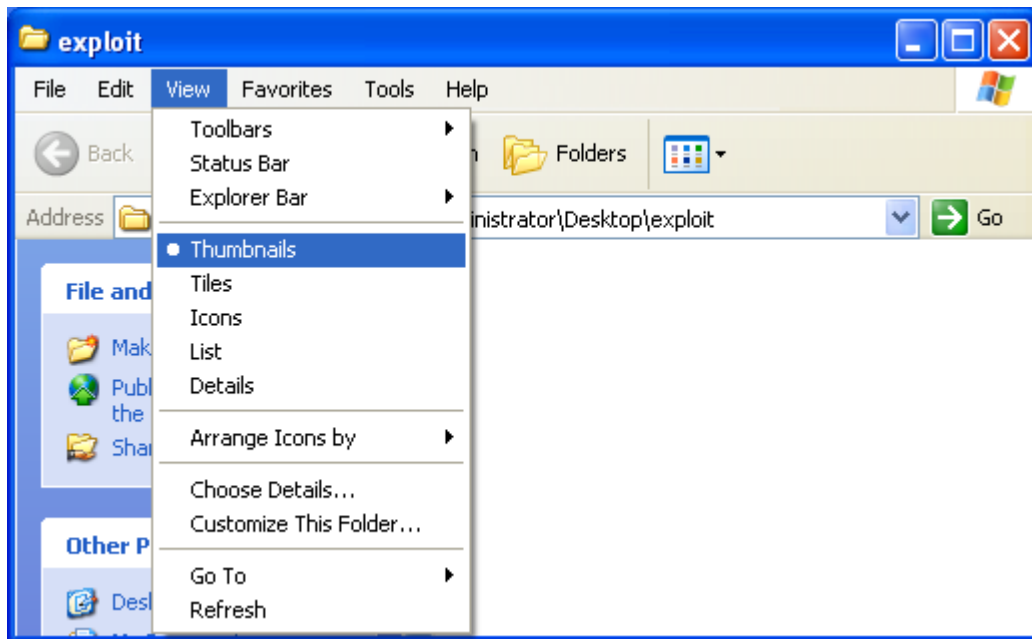 exploit
File Edit View Favorites Tools Help
Back Folders
Address inistrator\Desktop\exploit Go
Toolbars
Status Bar
Explorer Bar
Thumbnails
Tiles
Icons
List
Details
Arrange Icons by
Choose Details...
Customize This Folder...
Go To
Refresh
File and
Mak
Publ
the
Shar
Other P
Desk